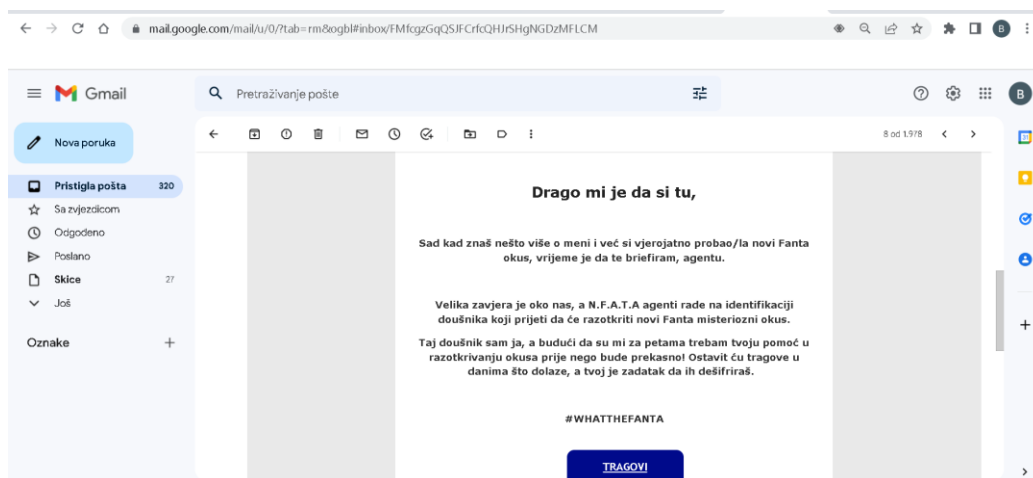 mail.google.com/mail/u/0/?tab=rm&ogbl#inbox/FMfcgzGqQSJFCrfcQHJrSHgNGDzMFLCM
B
Gmail
Pretraživanje pošte
B
Nova poruka
8 od 1.978
31
Pristigla pošta 320
Sa zvjezdicom
Odgođeno
Poslano
Skice 27
Još
Oznake
Drago mi je da si tu,
Sad kad znaš nešto više o meni i već si vjerojatno probao/la novi Fanta
okus, vrijeme je da te briefiram, agentu.
Velika zavjera je oko nas, a N.F.A.T.A agenti rade na identifikaciji
doušnika koji prijeti da će razotkriti novi Fanta misteriozni okus.
Taj doušnik sam ja, a budući da su mi za petama trebam tvoju pomoć u
razotkrivanju okusa prije nego bude prekasno! Ostavit ću tragove u
danima što dolaze, a tvoj je zadatak da ih dešifriraš.
#WHATTHEFANTA
TRAGOVI